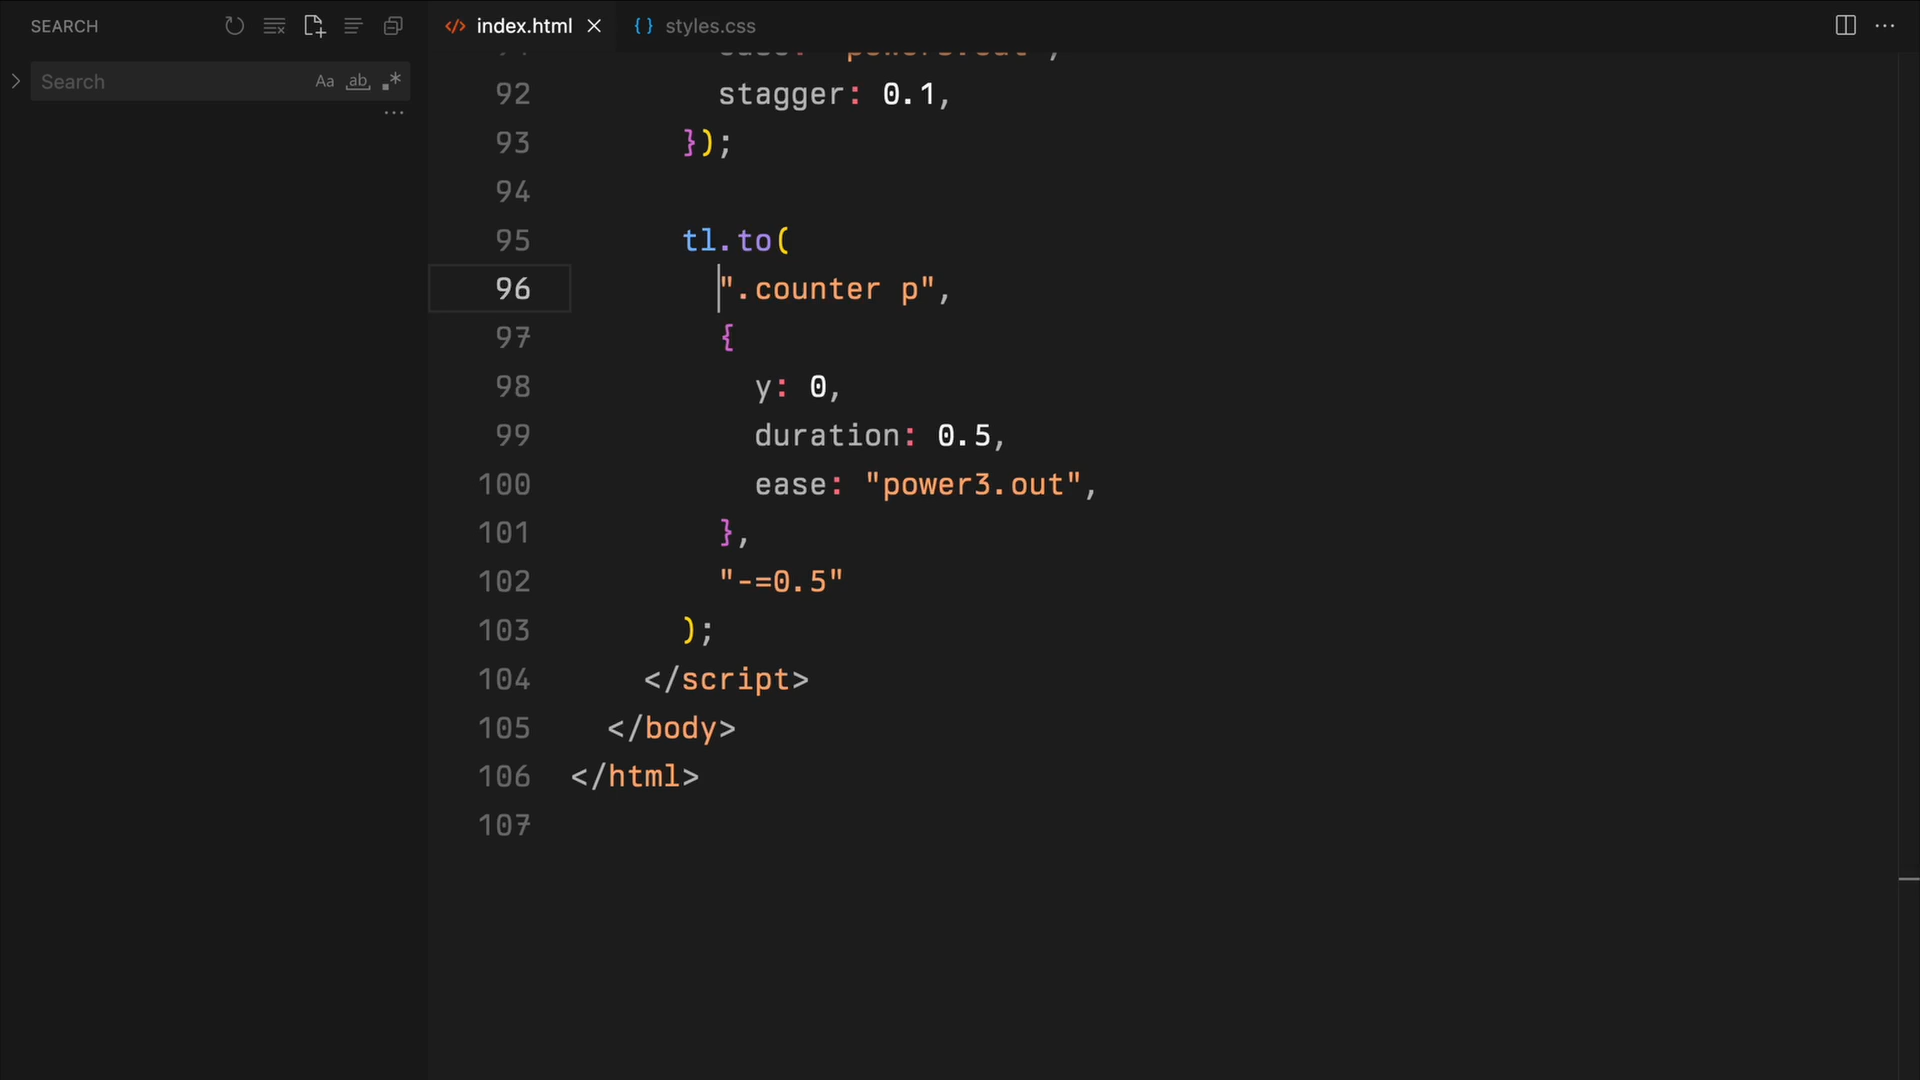 SEARCH
index.html
styles.css
Search
Aa
ab
.*
92 stagger: 0.1,
93 });
94
95 tl.to(
96 ".counter p",
97 {
98 y: 0,
99 duration: 0.5,
100 ease: "power3.out",
101 },
102 "-=0.5"
103 );
104 </script>
105 </body>
106 </html>
107